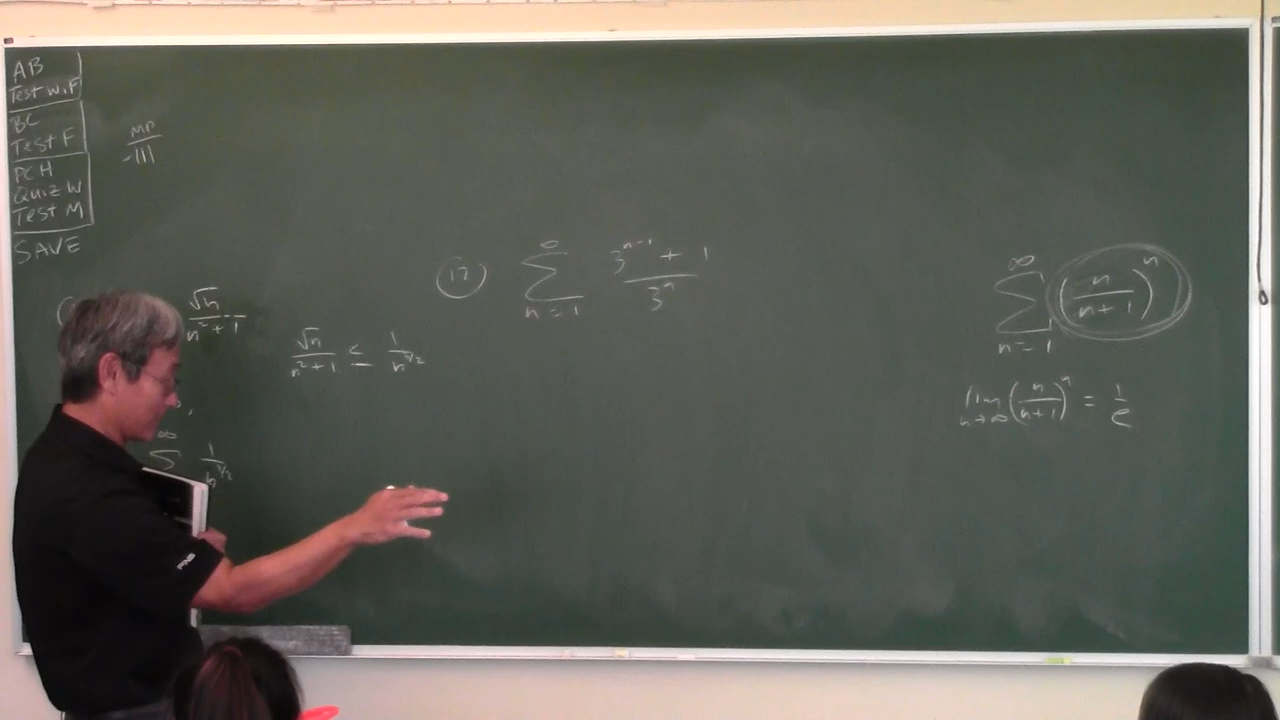 AB
Test W, F
BC
Test F
PCH
Quiz W
Test M
SAVE
MP
-111
√n / n² + 1
√n / n² + 1 ≤ 1 / n^3/2
∞ Σ 1 / n^3/2
(17) ∞ Σ n = 1 3^n-1 + 1 / 3^n
∞ Σ n = 1 (n / n+1)^n
lim n→∞ (n / n+1)^n = 1 / e
PING